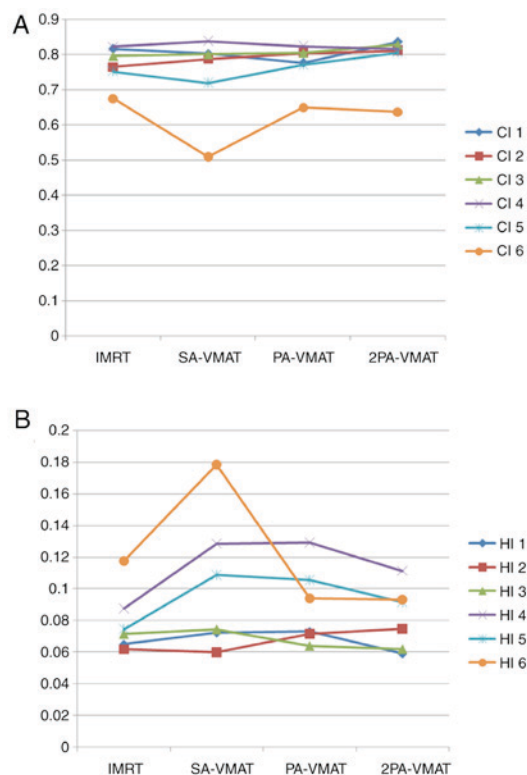 A
0.9
0.8
0.7
0.6
0.5
0.4
0.3
0.2
0.1
0
IMRT SA-VMAT PA-VMAT 2PA-VMAT
CI 1
CI 2
CI 3
CI 4
CI 5
CI 6
B
0.2
0.18
0.16
0.14
0.12
0.1
0.08
0.06
0.04
0.02
0
IMRT SA-VMAT PA-VMAT 2PA-VMAT
HI 1
HI 2
HI 3
HI 4
HI 5
HI 6